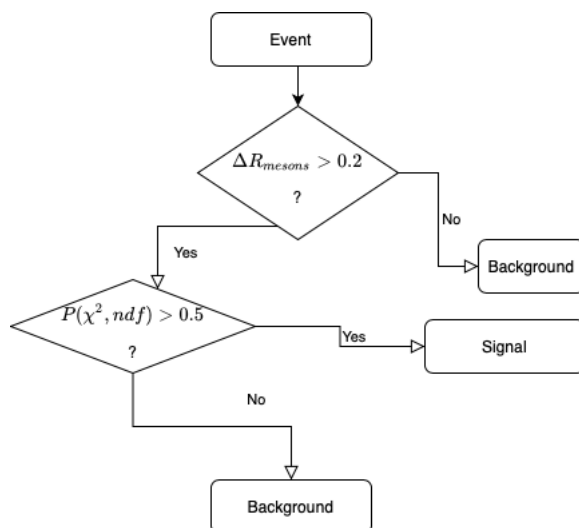 Event
ΔR_mesons > 0.2
?
No
Yes
Background
P(χ², ndf) > 0.5
?
Yes
Signal
No
Background